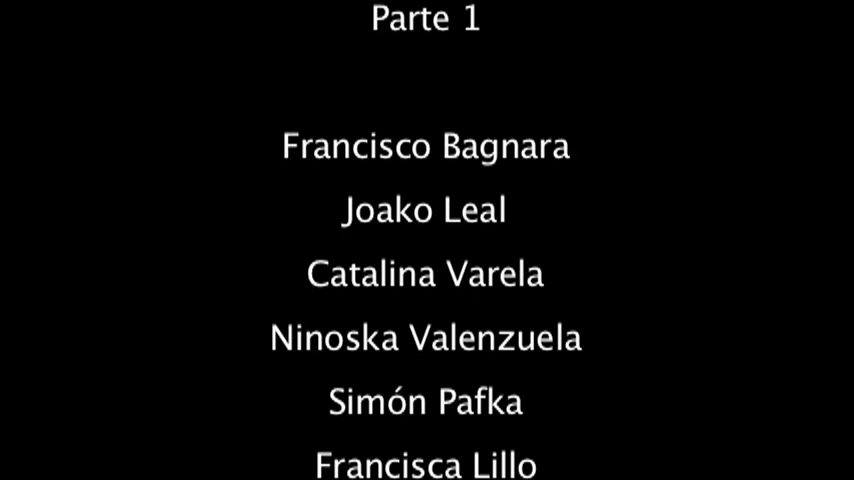 Parte 1
Francisco Bagnara
Joako Leal
Catalina Varela
Ninoska Valenzuela
Simón Pafka
Francisca Lillo